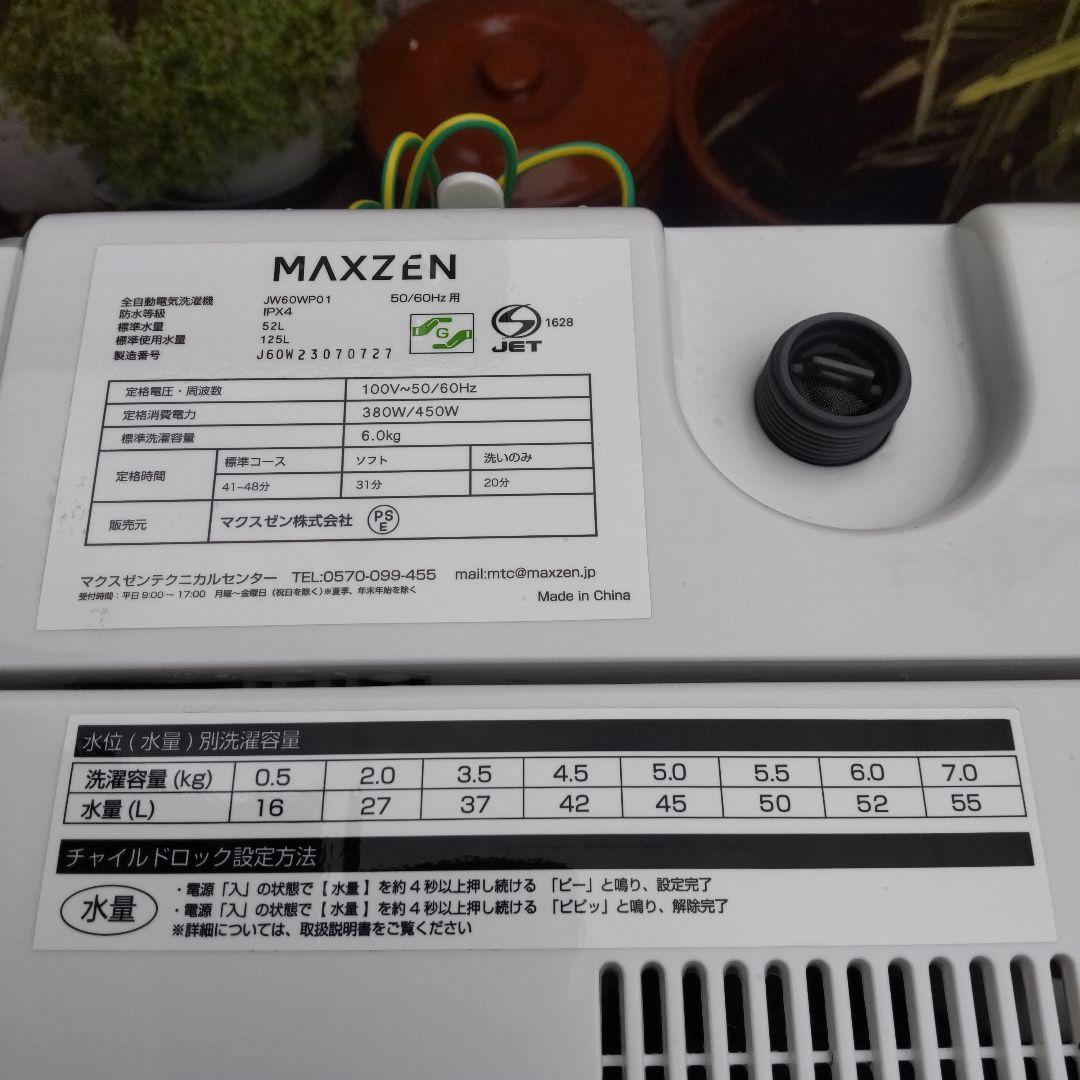 MAXZEN
全自動電気洗濯機 JW60WP01 50/60Hz 用
防水等級 IPX4
標準水量 52L
標準使用水量 125L
製造番号 J60W23070727
G
JET 1628
定格電圧・周波数 100V~50/60Hz
定格消費電力 380W/450W
標準洗濯容量 6.0kg
定格時間 標準コース ソフト 洗いのみ
41~48分 31分 20分
販売元 マクスゼン株式会社 PSE
マクスゼンテクニカルセンター TEL:0570-099-455 mail:mtc@maxzen.jp
受付時間:平日 9:00~17:00 月曜~金曜日(祝日を除く)※夏季、年末年始を除く
Made in China
水位(水量)別洗濯容量
洗濯容量(kg) 0.5 2.0 3.5 4.5 5.0 5.5 6.0 7.0
水量(L) 16 27 37 42 45 50 52 55
チャイルドロック設定方法
水量
・電源「入」の状態で【水量】を約4秒以上押し続ける 「ピー」と鳴り、設定完了
・電源「入」の状態で【水量】を約4秒以上押し続ける 「ピピッ」と鳴り、解除完了
※詳細については、取扱説明書をご覧ください